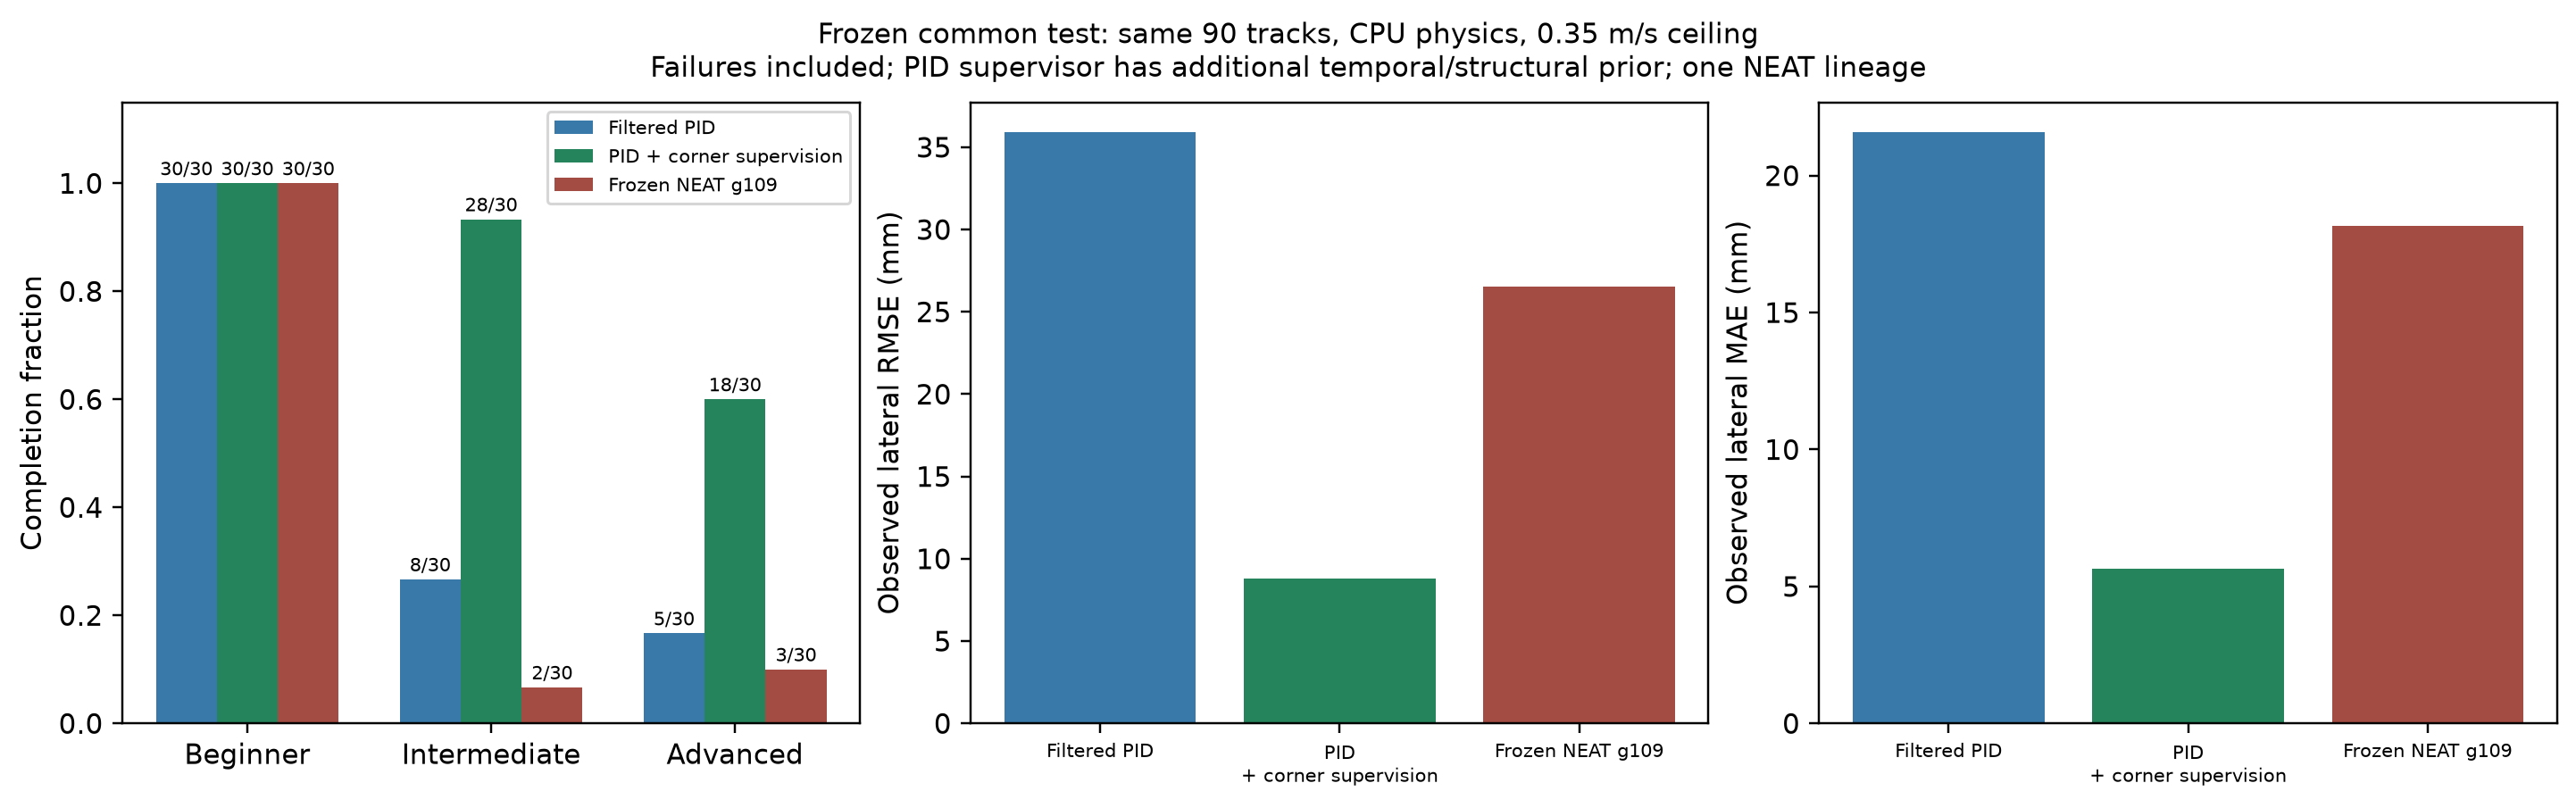 Frozen common test: same 90 tracks, CPU physics, 0.35 m/s ceiling
Failures included; PID supervisor has additional temporal/structural prior; one NEAT lineage
Completion fraction
1.0
0.8
0.6
0.4
0.2
0.0
30/30 30/30 30/30
8/30
28/30
2/30
5/30
18/30
3/30
Filtered PID
PID + corner supervision
Frozen NEAT g109
Beginner
Intermediate
Advanced
Observed lateral RMSE (mm)
35
30
25
20
15
10
5
0
Filtered PID
PID
+ corner supervision
Frozen NEAT g109
Observed lateral MAE (mm)
20
15
10
5
0
Filtered PID
PID
+ corner supervision
Frozen NEAT g109